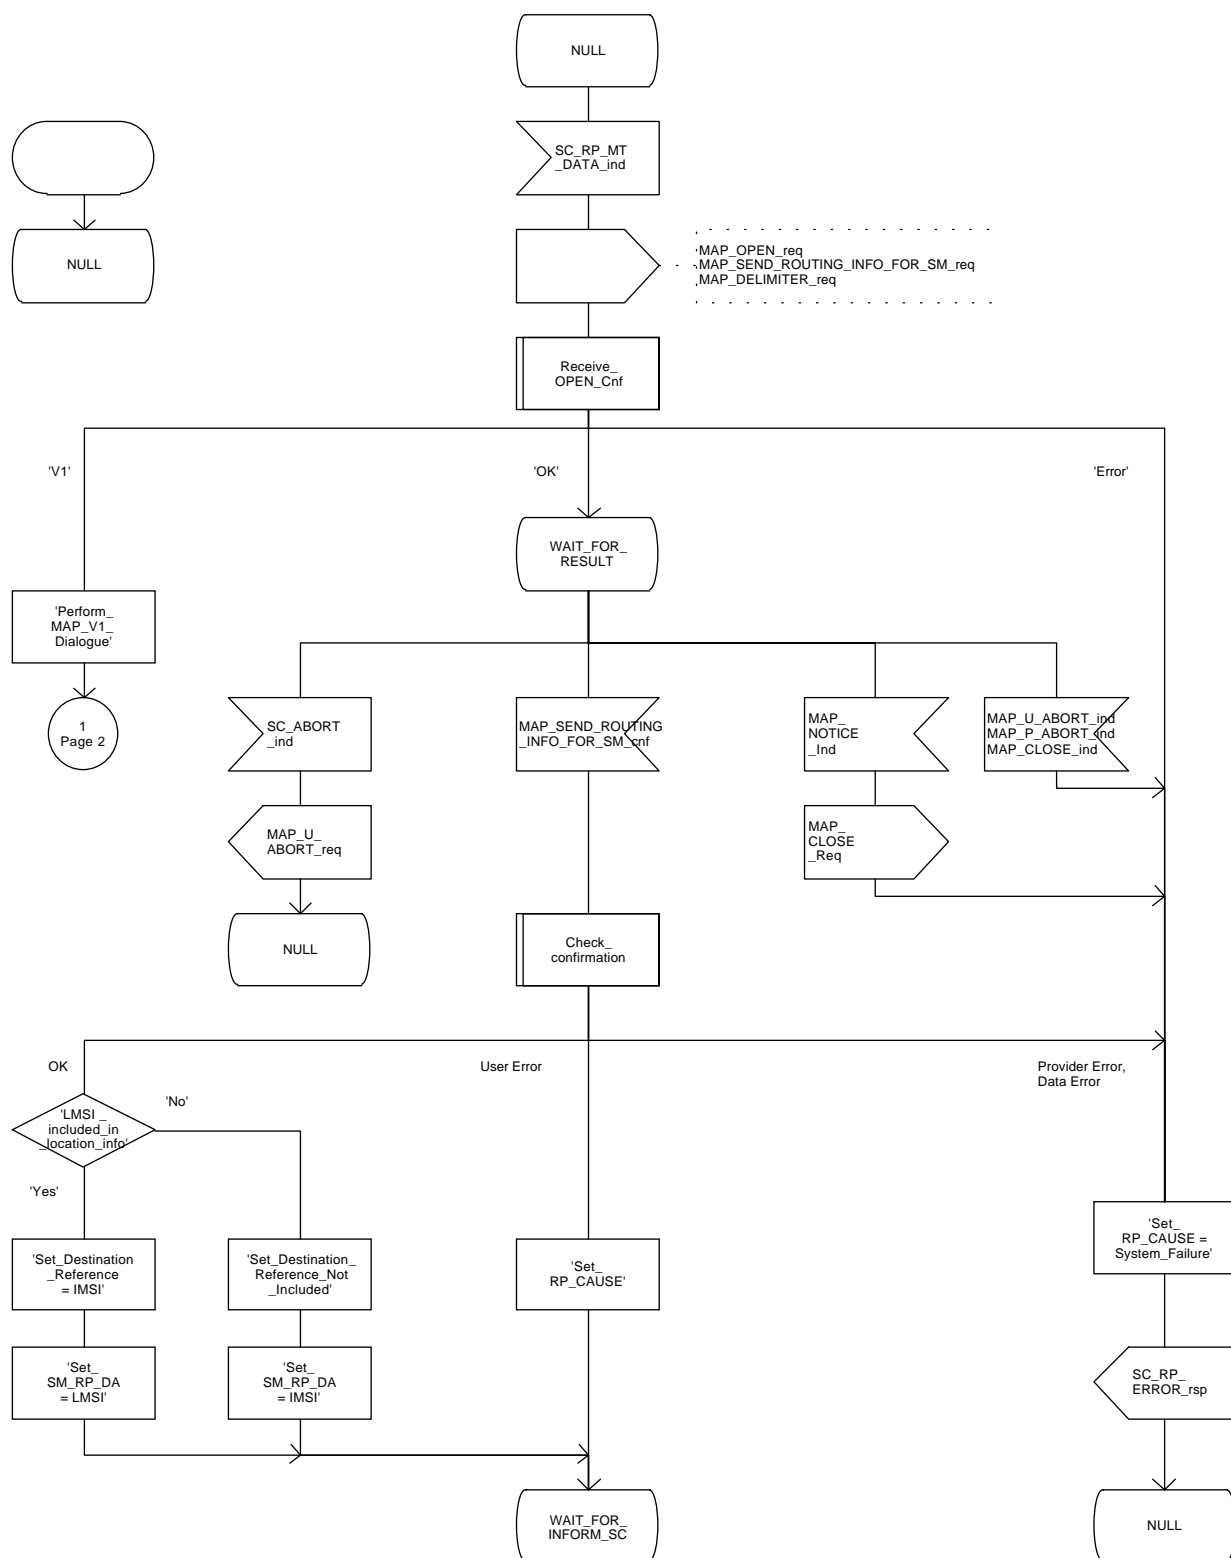 NULL
SC_RP_MT
_DATA_ind
NULL
MAP_OPEN_req
MAP_SEND_ROUTING_INFO_FOR_SM_req
MAP_DELIMITER_req
Receive_
OPEN_Cnf
'V1'
'OK'
'Error'
WAIT_FOR_
RESULT
'Perform_
MAP_V1_
Dialogue'
1
Page 2
SC_ABORT
_ind
MAP_SEND_ROUTING
_INFO_FOR_SM_cnf
MAP_
NOTICE
_Ind
MAP_U_ABORT_ind
MAP_P_ABORT_ind
MAP_CLOSE_ind
MAP_U_
ABORT_req
MAP_
CLOSE
_Req
NULL
Check_
confirmation
OK
User Error
Provider Error,
Data Error
'LMSI _
included_in
_location_info'
'No'
'Yes'
'Set_Destination
_Reference
= IMSI'
'Set_Destination_
Reference_Not
_Included'
'Set_
RP_CAUSE'
'Set_
RP_CAUSE =
System_Failure'
'Set_
SM_RP_DA
= LMSI'
'Set_
SM_RP_DA
= IMSI'
SC_RP_
ERROR_rsp
WAIT_FOR_
INFORM_SC
NULL